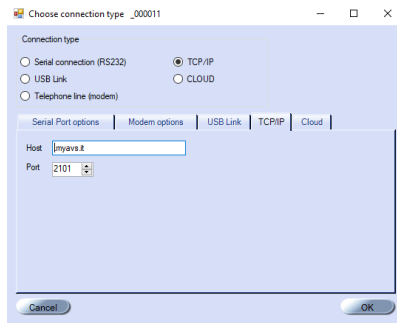 Choose connection type _000011
Connection type
Serial connection (RS232)
TCP/IP
USB Link
CLOUD
Telephone line (modem)
Serial Port options
Modem options
USB Link
TCP/IP
Cloud
Host
.myavs.it
Port
2101
Cancel
OK